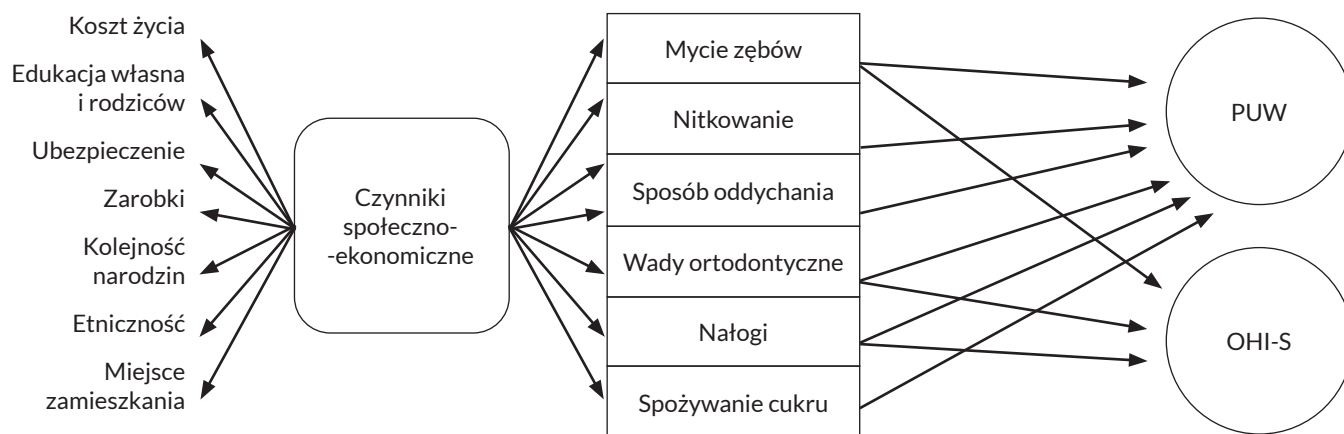 Koszt życia
Edukacja własna
i rodziców
Ubezpieczenie
Zarobki
Kolejność
narodzin
Etniczność
Miejsce
zamieszkania
Czynniki
społeczno-
-ekonomiczne
Mycie zębów
Nitkowanie
Sposób oddychania
Wady ortodontyczne
Nałogi
Spożywanie cukru
PUW
OHI-S